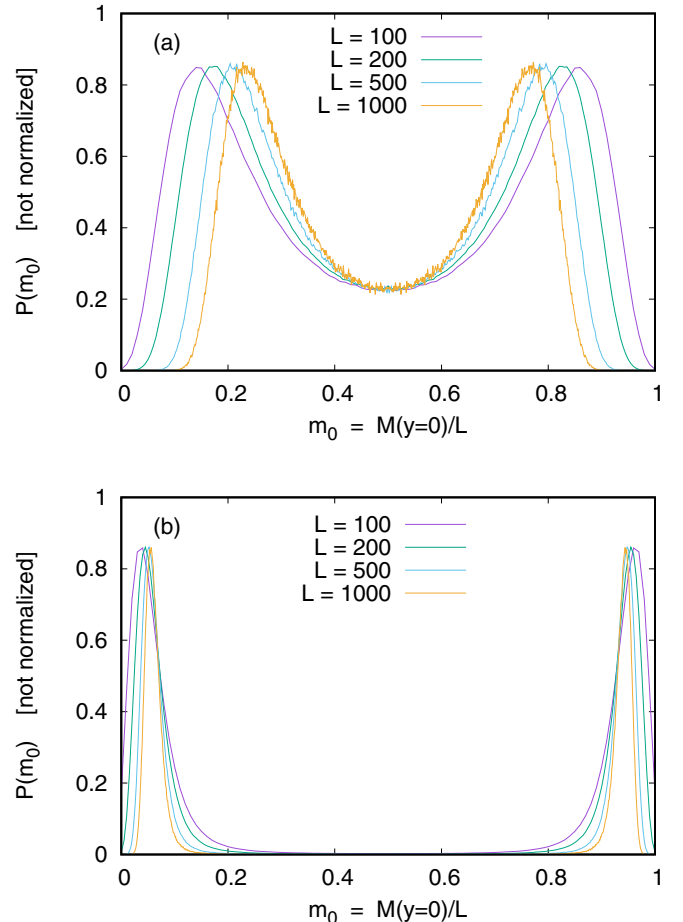 (a)
L = 100
L = 200
L = 500
L = 1000
P(m₀) [not normalized]
1
0.8
0.6
0.4
0.2
0
0 0.2 0.4 0.6 0.8 1
m₀ = M(y=0)/L
(b)
L = 100
L = 200
L = 500
L = 1000
P(m₀) [not normalized]
1
0.8
0.6
0.4
0.2
0
0 0.2 0.4 0.6 0.8 1
m₀ = M(y=0)/L